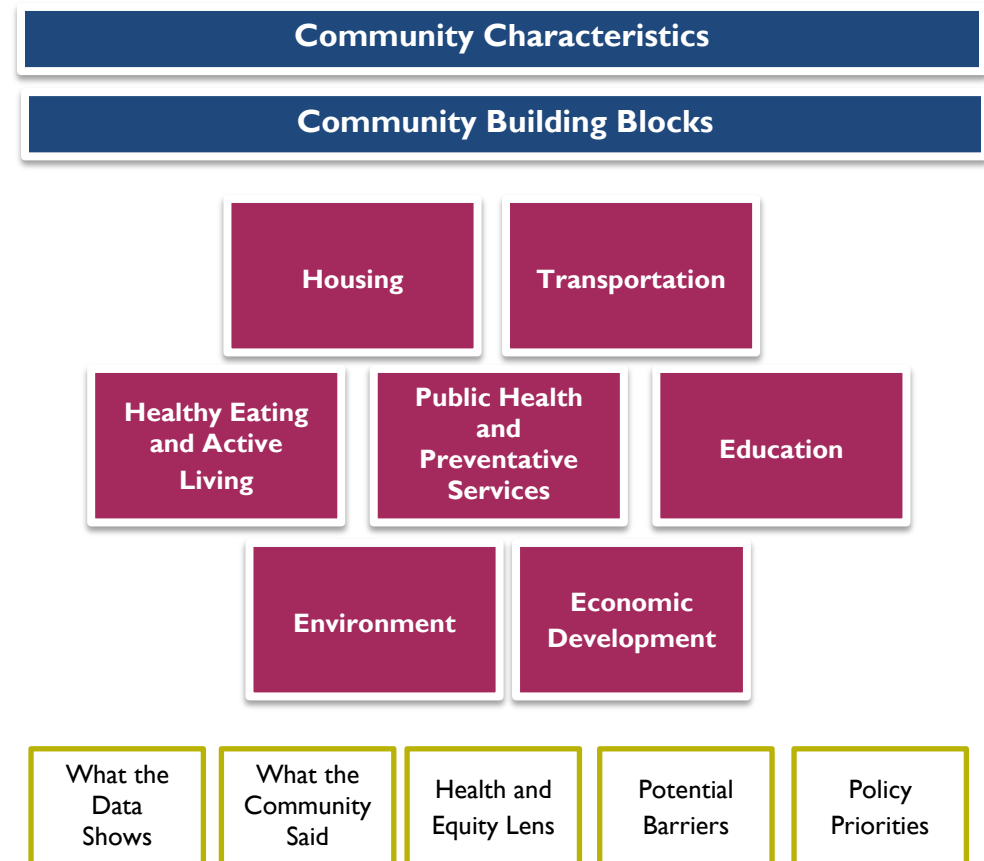 Community Characteristics
Community Building Blocks
Housing
Transportation
Healthy Eating
and Active
Living
Public Health
and
Preventative
Services
Education
Environment
Economic
Development
What the
Data
Shows
What the
Community
Said
Health and
Equity Lens
Potential
Barriers
Policy
Priorities